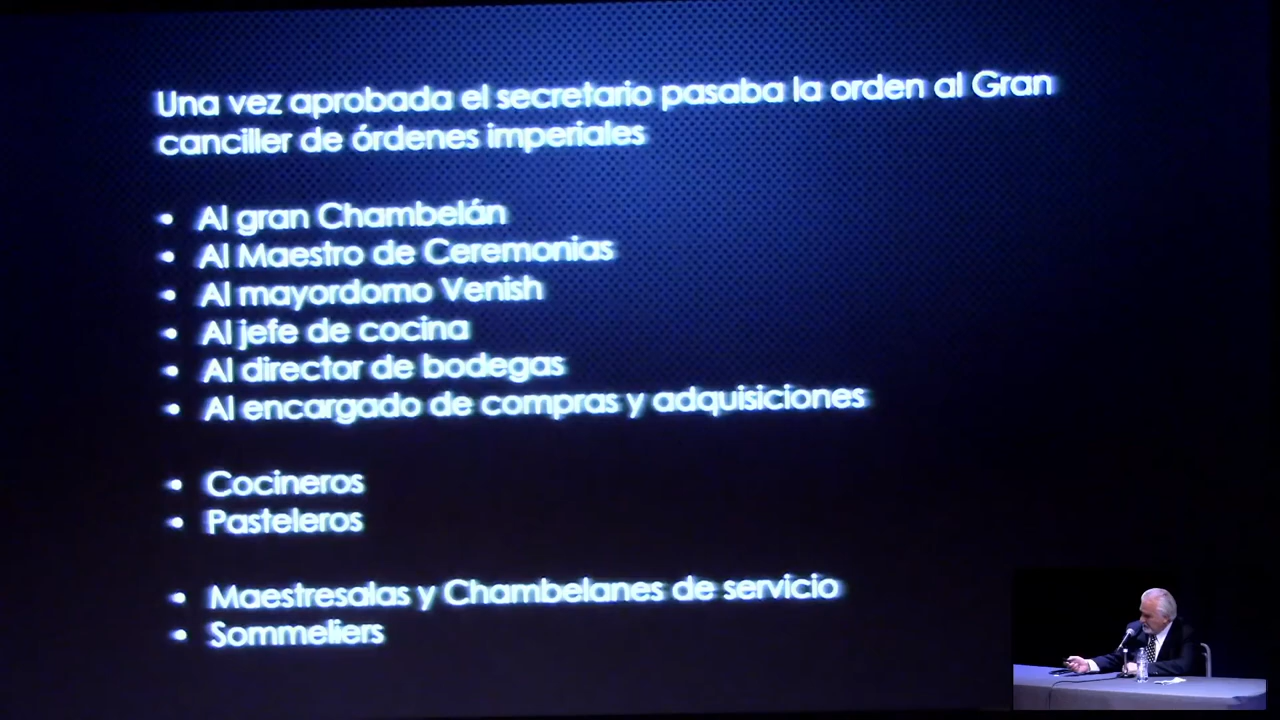 Una vez aprobada el secretario pasaba la orden al Gran
canciller de órdenes imperiales
• Al gran Chambelán
• Al Maestro de Ceremonias
• Al mayordomo Venish
• Al jefe de cocina
• Al director de bodegas
• Al encargado de compras y adquisiciones
• Cocineros
• Pasteleros
• Maestresalas y Chambelanes de servicio
• Sommeliers